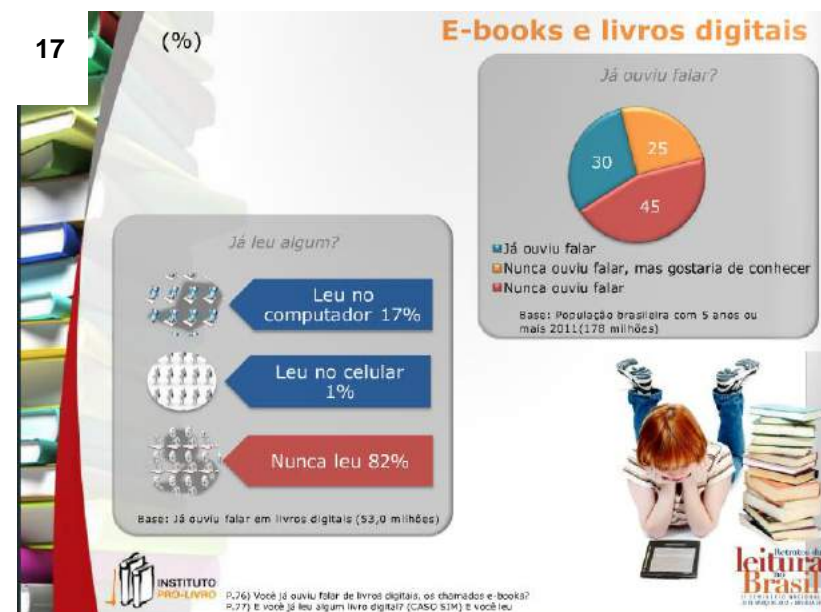 17
(%)
E-books e livros digitais
Já ouviu falar?
30
25
45
Já ouviu falar
Nunca ouviu falar, mas gostaria de conhecer
Nunca ouviu falar
Base: População brasileira com 5 anos ou
mais 2011(178 milhões)
Já leu algum?
Leu no
computador 17%
Leu no celular
1%
Nunca leu 82%
Base: Já ouviu falar em livros digitais (53,0 milhões)
INSTITUTO
PRÓ-LIVRO
P.76) Você já ouviu falar de livros digitais, os chamados e-books?
P.77) E você já leu algum livro digital? (CASO SIM) E você leu
Retratos da
leitura
no
Brasil